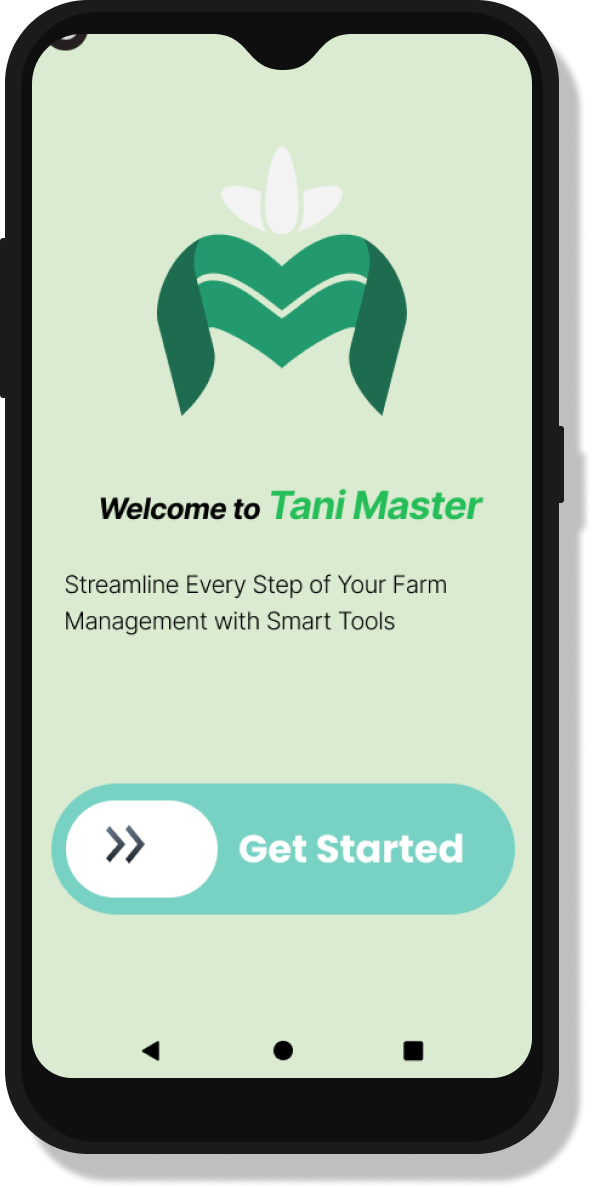 Welcome to Tani Master
Streamline Every Step of Your Farm
Management with Smart Tools
Get Started